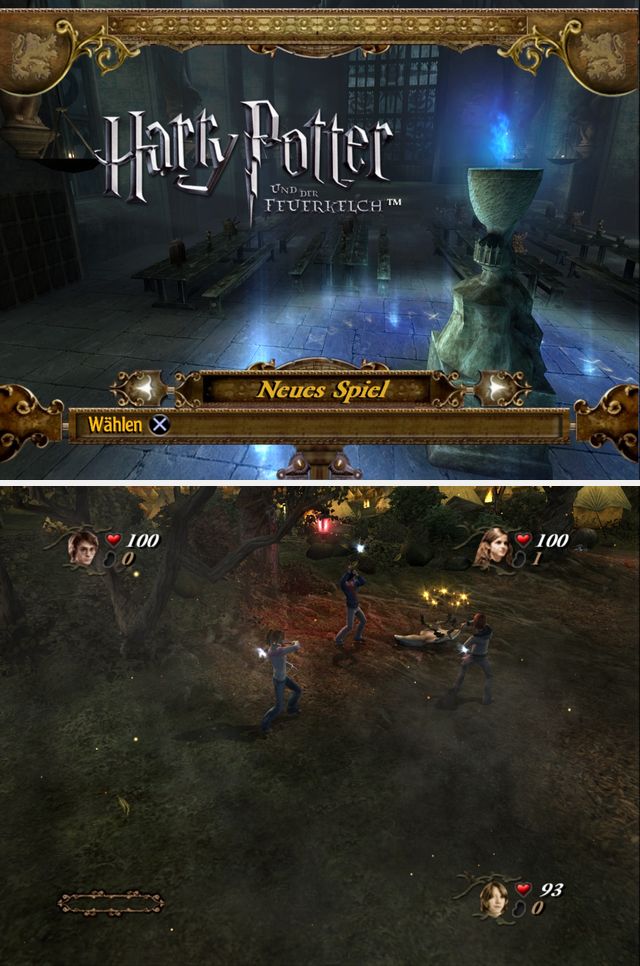 Harry Potter
UND DER
FEUERKELCH™
Neues Spiel
Wählen
100
0
100
1
93
0